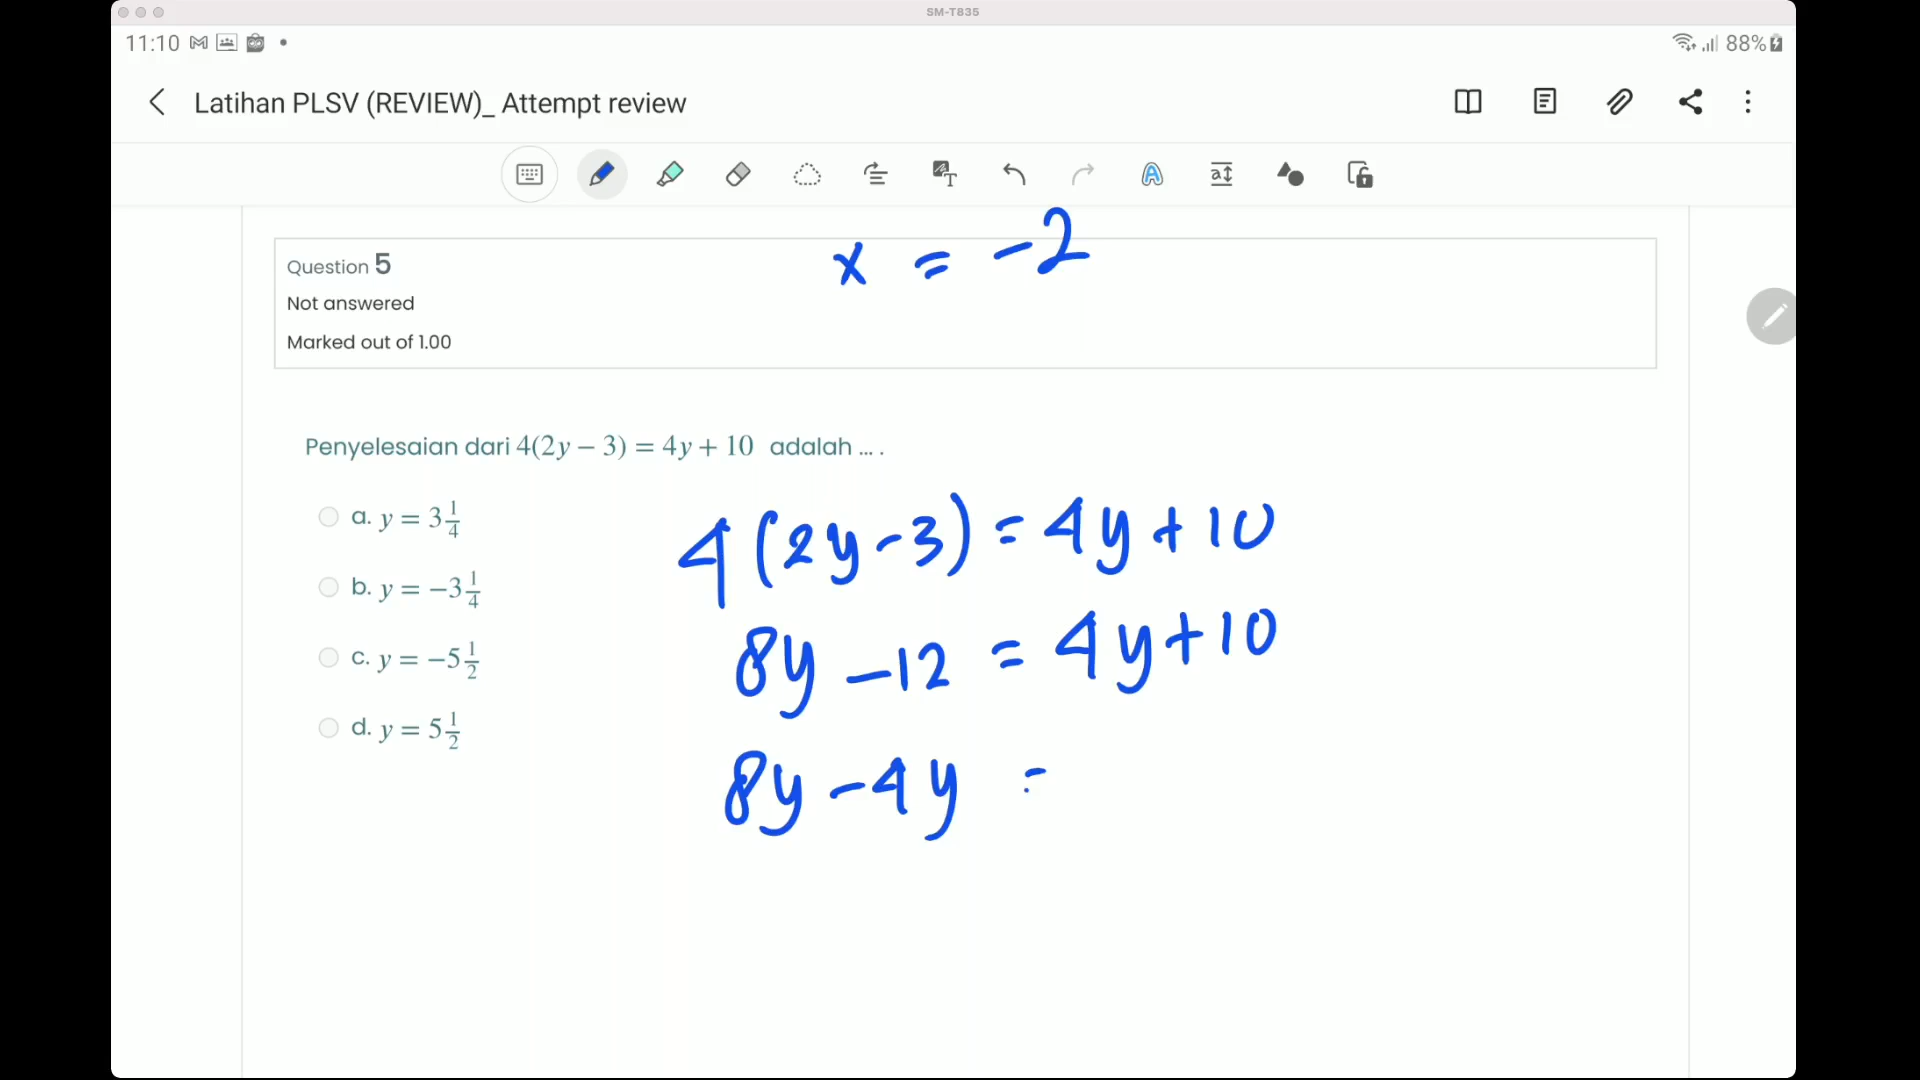 SM-T835
11:10
88%
Latihan PLSV (REVIEW)_ Attempt review
x = -2
Question 5
Not answered
Marked out of 1.00
Penyelesaian dari 4(2y − 3) = 4y + 10 adalah ... .
a. y = 3 1/4
b. y = −3 1/4
c. y = −5 1/2
d. y = 5 1/2
4(2y-3) = 4y + 10
8y - 12 = 4y + 10
8y - 4y =